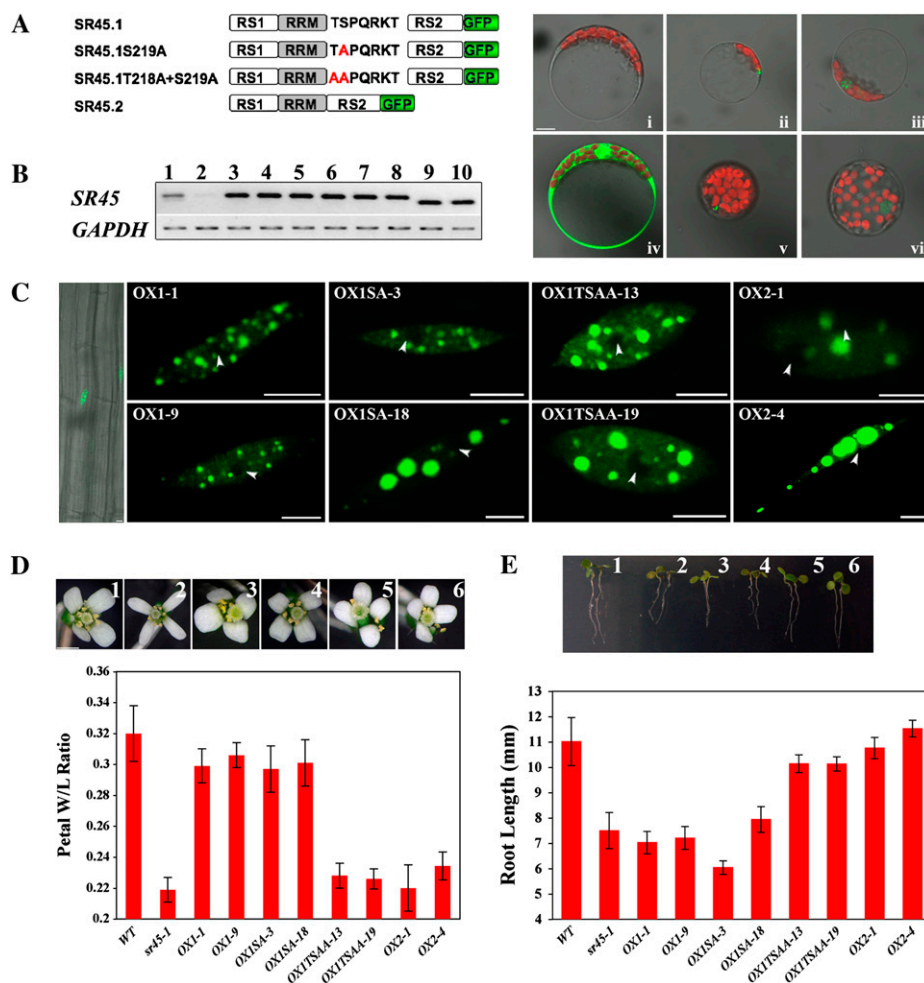 A
SR45.1 RS1 RRM TSPQRKT RS2 GFP
SR45.1S219A RS1 RRM TAPQRKT RS2 GFP
SR45.1T218A+S219A RS1 RRM AAPQRKT RS2 GFP
SR45.2 RS1 RRM RS2 GFP
i ii iii
iv v vi
B
1 2 3 4 5 6 7 8 9 10
SR45
GAPDH
C
OX1-1 OX1SA-3 OX1TSAA-13 OX2-1
OX1-9 OX1SA-18 OX1TSAA-19 OX2-4
D
1 2 3 4 5 6
Petal W/L Ratio
0.36
0.32
0.3
0.28
0.26
0.24
0.22
0.2
WT sr45-1 OX1-1 OX1-9 OX1SA-3 OX1SA-18 OX1TSAA-13 OX1TSAA-19 OX2-1 OX2-4
E
1 2 3 4 5 6
Root Length (mm)
13
12
11
10
9
8
7
6
5
4
WT sr45-1 OX1-1 OX1-9 OX1SA-3 OX1SA-18 OX1TSAA-13 OX1TSAA-19 OX2-1 OX2-4